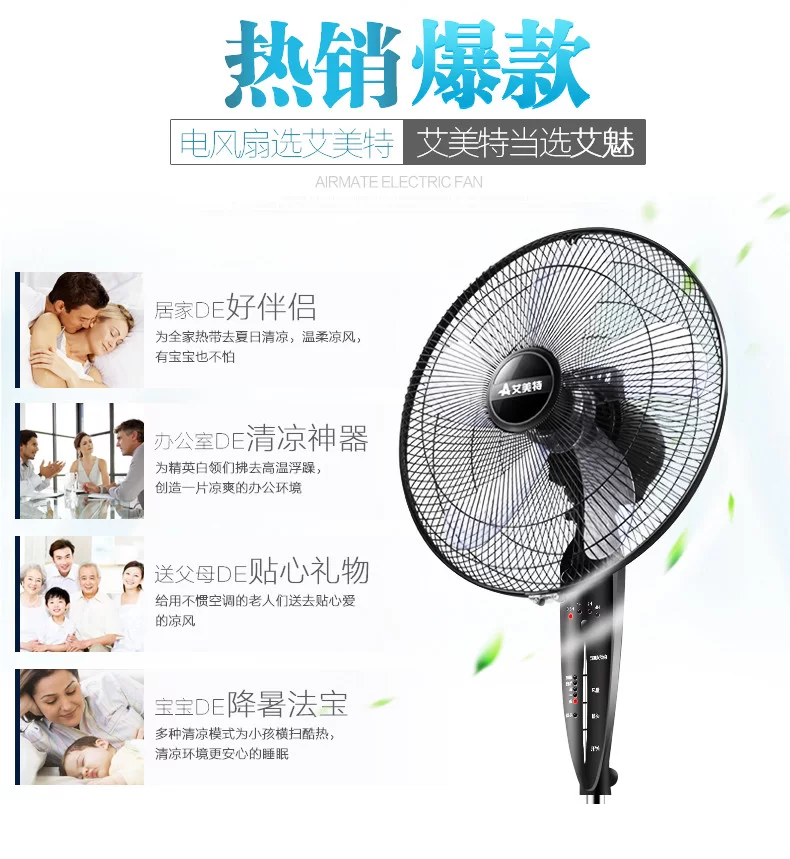 热销爆款
电风扇选艾美特 艾美特当选艾魅
AIRMATE ELECTRIC FAN
居家DE好伴侣
为全家热带去夏日清凉，温柔凉风，
有宝宝也不怕
艾美特
办公室DE清凉神器
为精英白领们拂去高温浮躁，
创造一片凉爽的办公环境
送父母DE贴心礼物
给用不惯空调的老人们送去贴心爱
的凉风
宝宝DE降暑法宝
多种清凉模式为小孩横扫酷热，
清凉环境更安心的睡眠